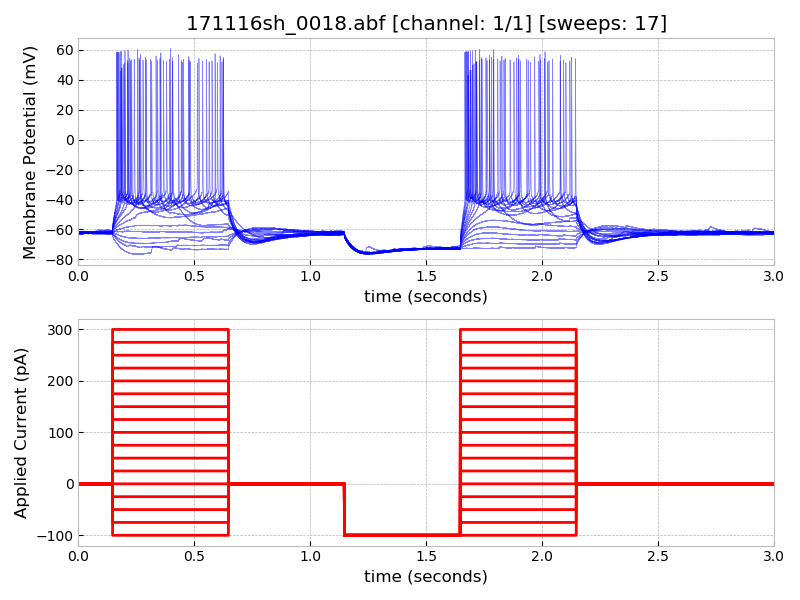 171116sh_0018.abf [channel: 1/1] [sweeps: 17]
Membrane Potential (mV)
60
40
20
0
−20
−40
−60
−80
0.0 0.5 1.0 1.5 2.0 2.5 3.0
time (seconds)
Applied Current (pA)
300
200
100
0
−100
0.0 0.5 1.0 1.5 2.0 2.5 3.0
time (seconds)